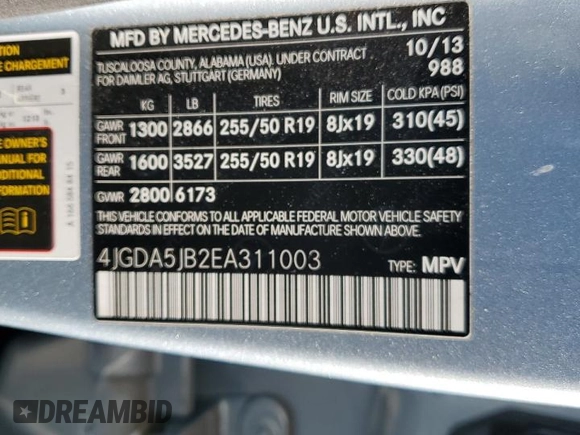 MFD BY MERCEDES-BENZ U.S. INTL., INC
TUSCALOOSA COUNTY, ALABAMA (USA). UNDER CONTRACT 10/13
FOR DAIMLER AG, STUTTGART (GERMANY) 988
KG LB TIRES RIM SIZE COLD KPA (PSI)
GAWR FRONT 1300 2866 255/50 R19 8Jx19 310(45)
GAWR REAR 1600 3527 255/50 R19 8Jx19 330(48)
GVWR 2800 6173
THIS VEHICLE CONFORMS TO ALL APPLICABLE FEDERAL MOTOR VEHICLE SAFETY
STANDARDS IN EFFECT ON THE DATE OF MANUFACTURE SHOWN ABOVE.
4JGDA5JB2EA311003 TYPE: MPV
CHARGEMENT
OWNER'S
MANUAL FOR
ADDITIONAL
INFORMATION
DREAMBID